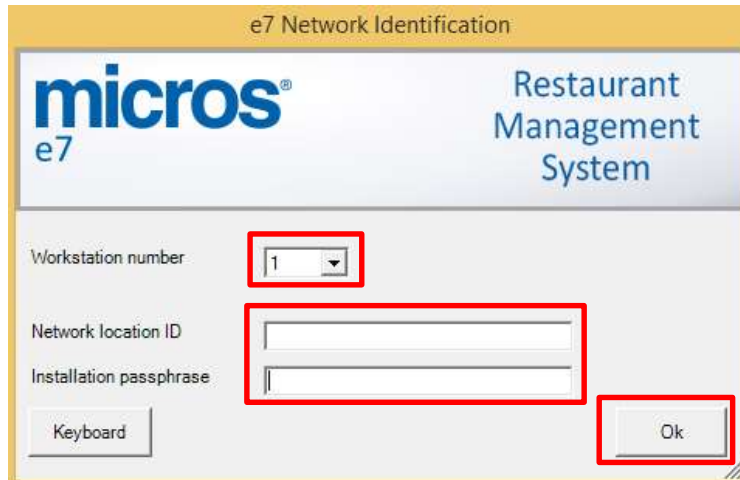 e7 Network Identification
micros®
e7
Restaurant
Management
System
Workstation number
1
Network location ID
Installation passphrase
Keyboard
Ok